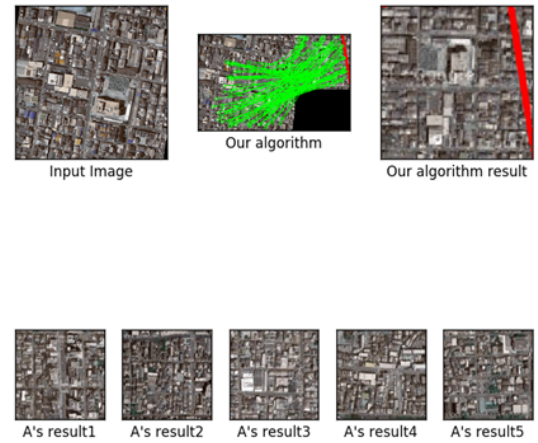 Input Image
Our algorithm
Our algorithm result
A's result1
A's result2
A's result3
A's result4
A's result5